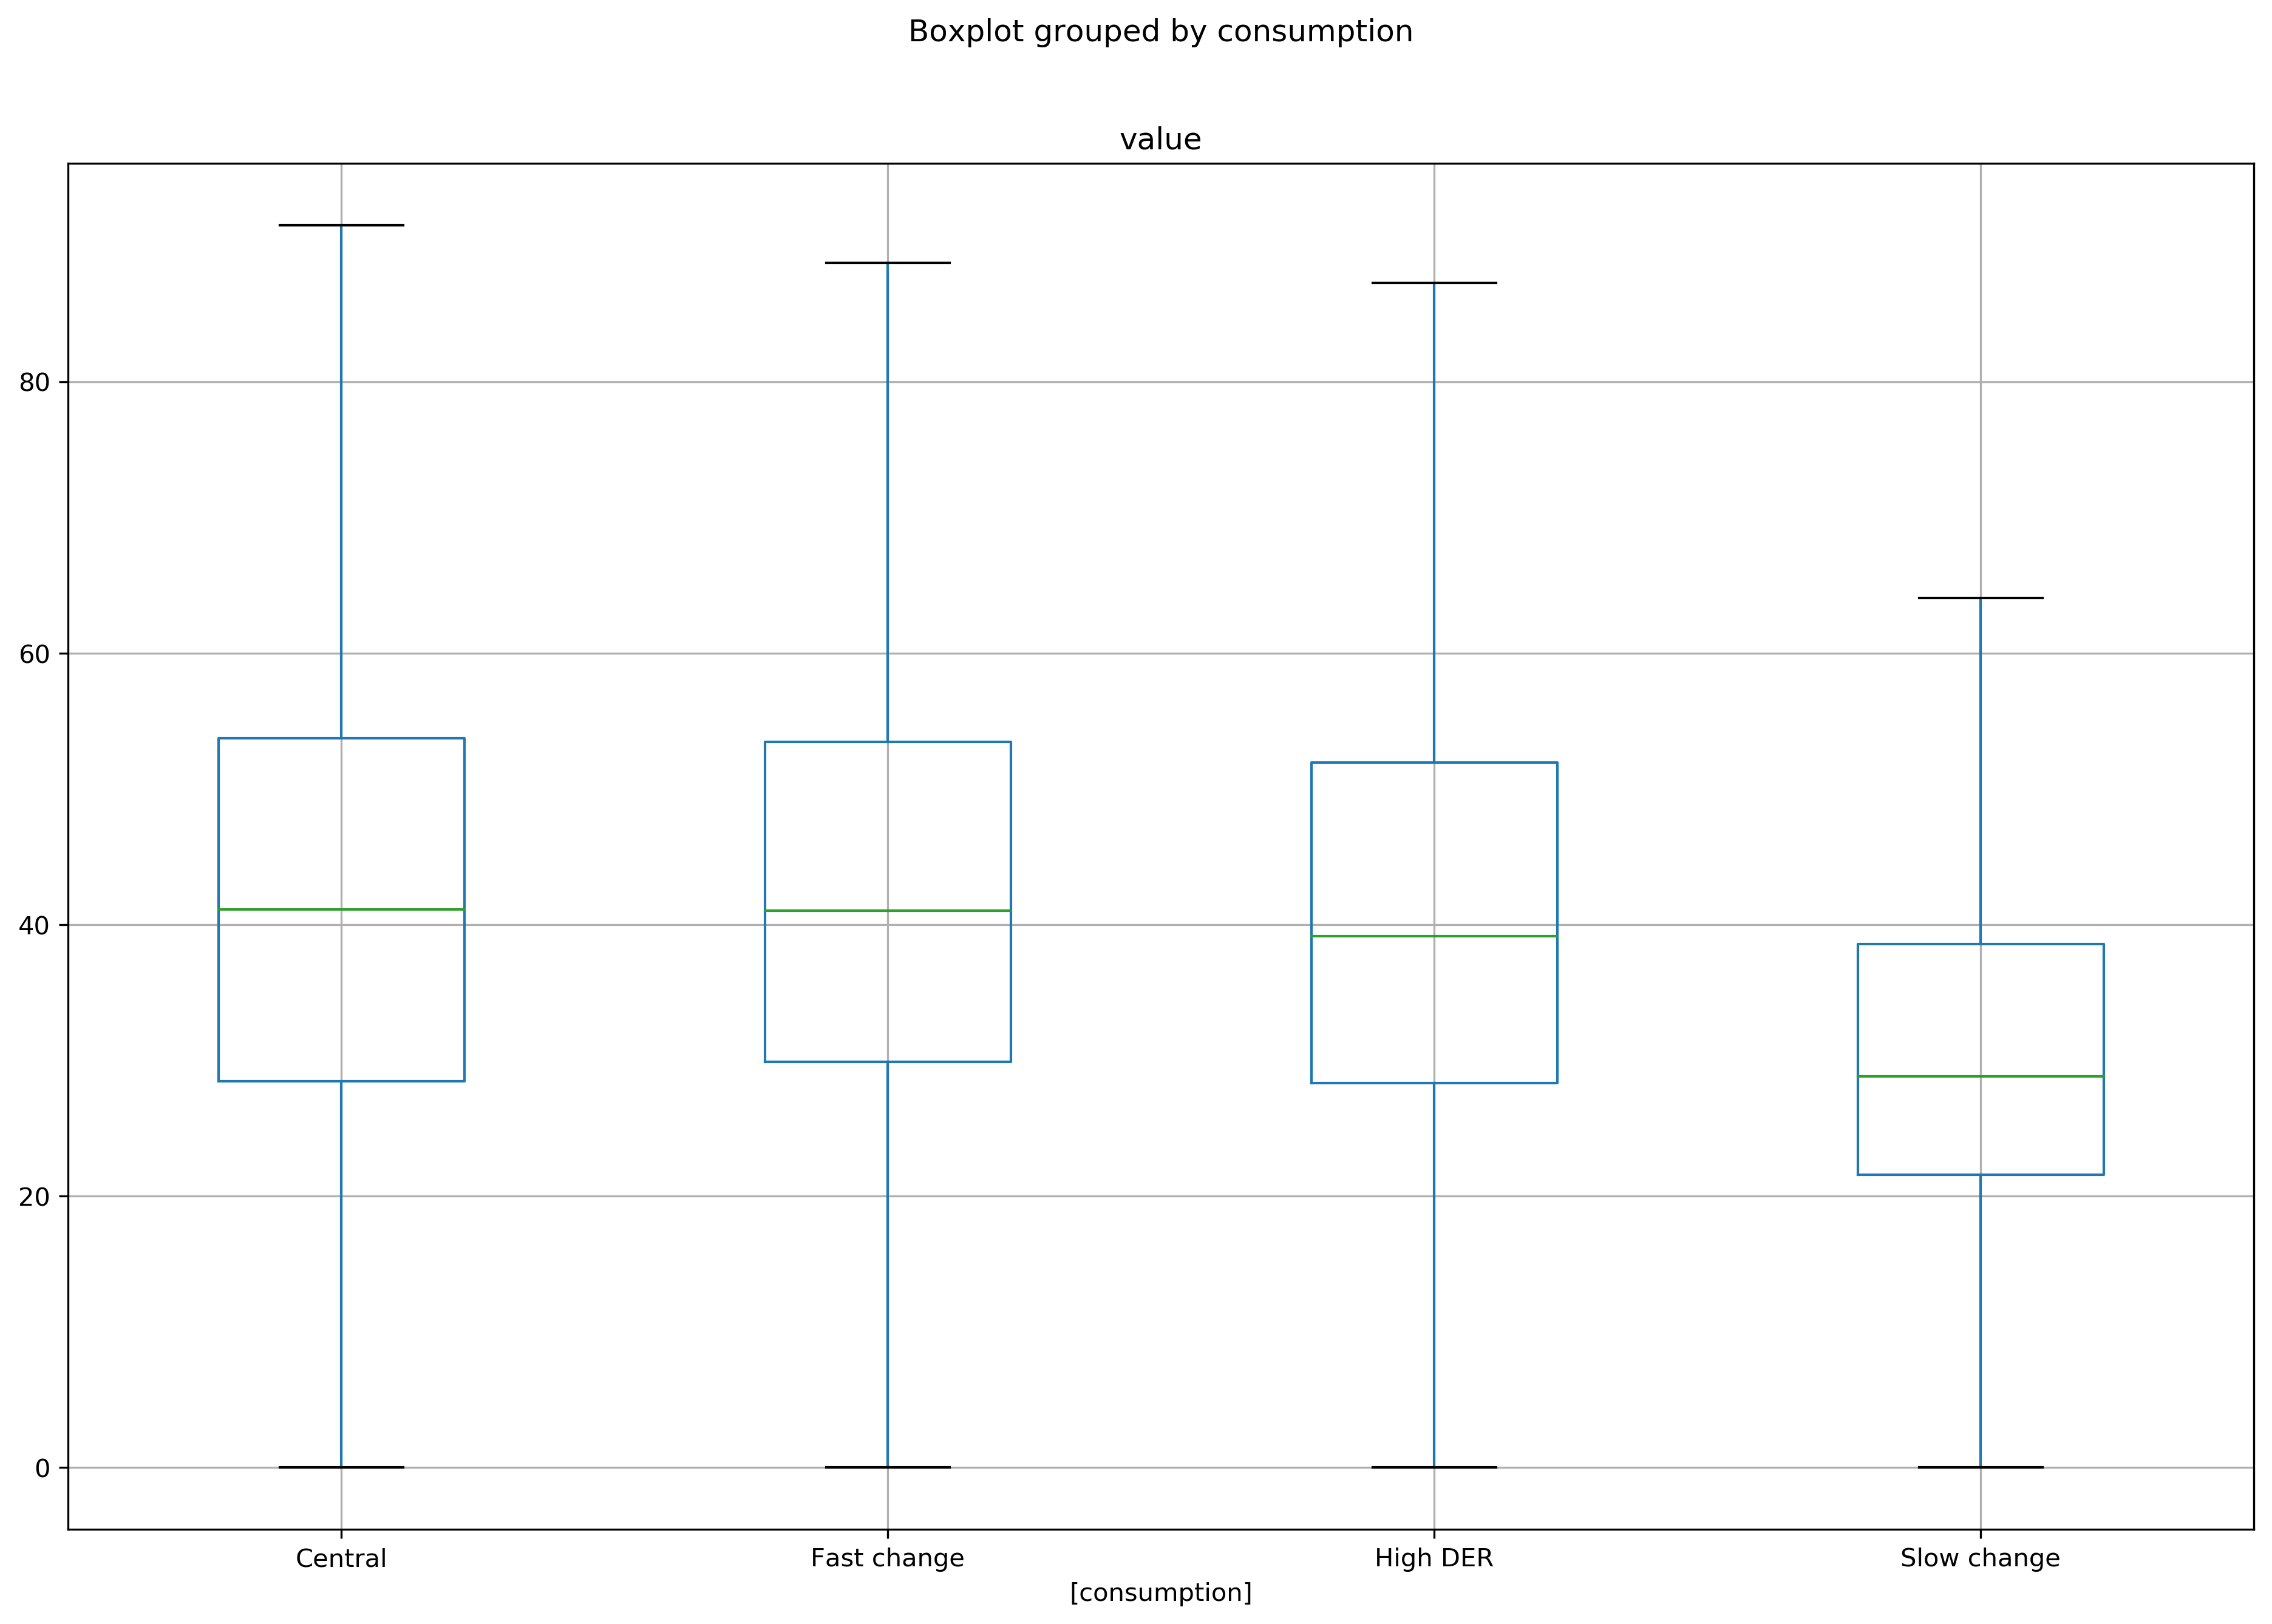 Boxplot grouped by consumption
value
80
60
40
20
0
Central Fast change High DER Slow change
[consumption]